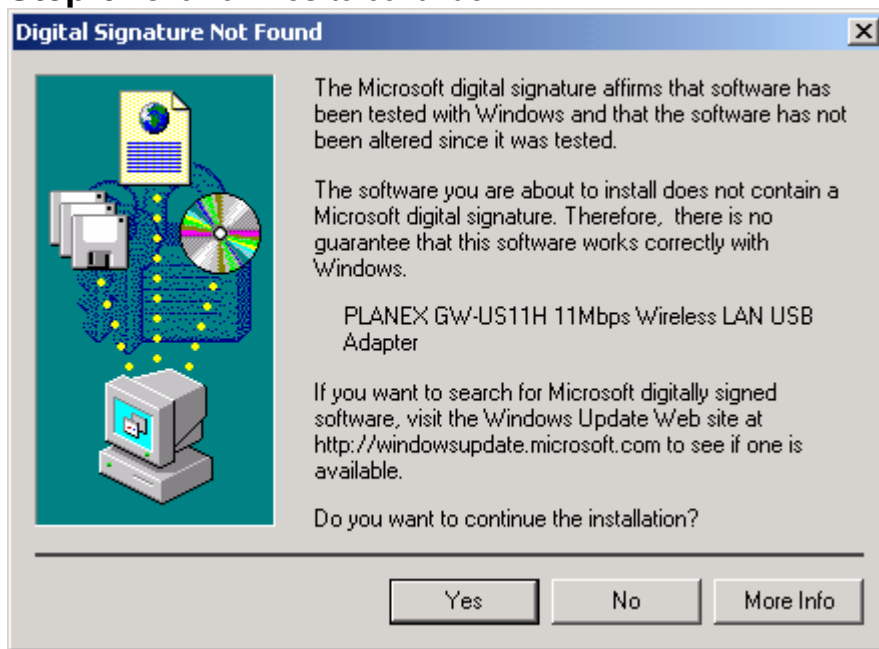 Digital Signature Not Found
The Microsoft digital signature affirms that software has
been tested with Windows and that the software has not
been altered since it was tested.
The software you are about to install does not contain a
Microsoft digital signature. Therefore, there is no
guarantee that this software works correctly with
Windows.
PLANEX GW-US11H 11Mbps Wireless LAN USB
Adapter
If you want to search for Microsoft digitally signed
software, visit the Windows Update Web site at
http://windowsupdate.microsoft.com to see if one is
available.
Do you want to continue the installation?
Yes
No
More Info